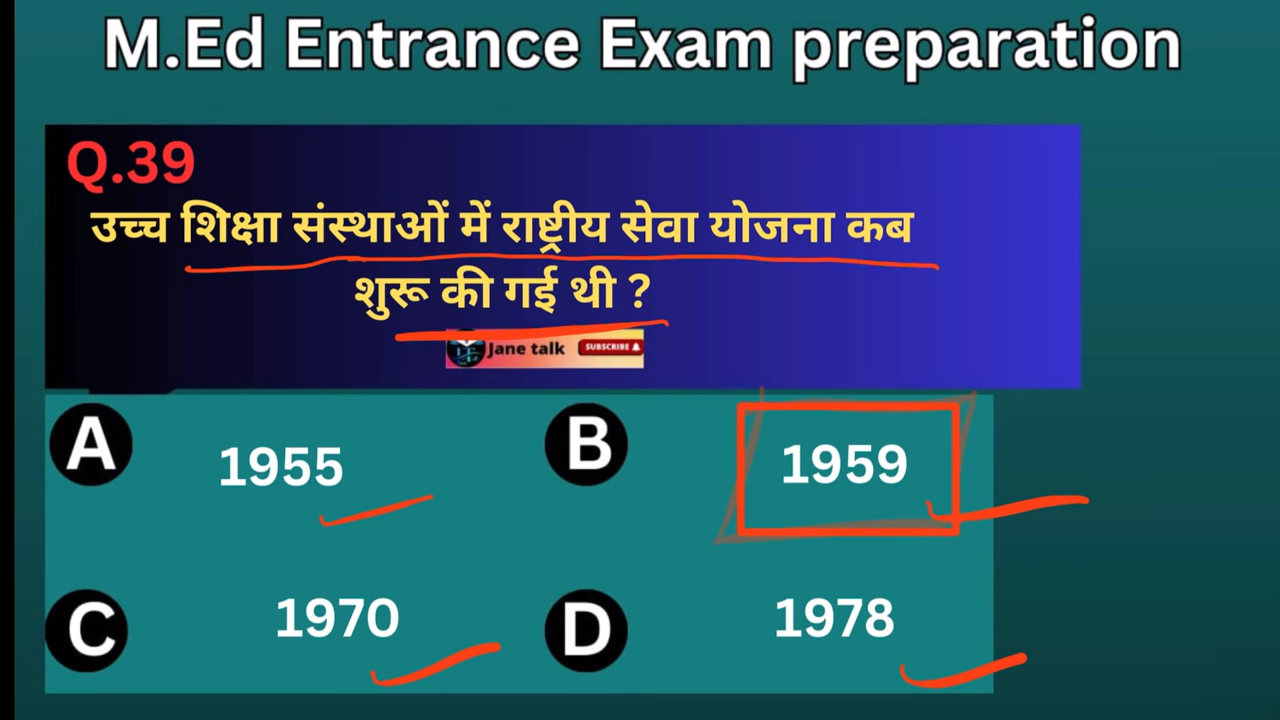 M.Ed Entrance Exam preparation
Q.39
उच्च शिक्षा संस्थाओं में राष्ट्रीय सेवा योजना कब
शुरू की गई थी ?
Jane talk SUBSCRIBE
A 1955
B 1959
C 1970
D 1978